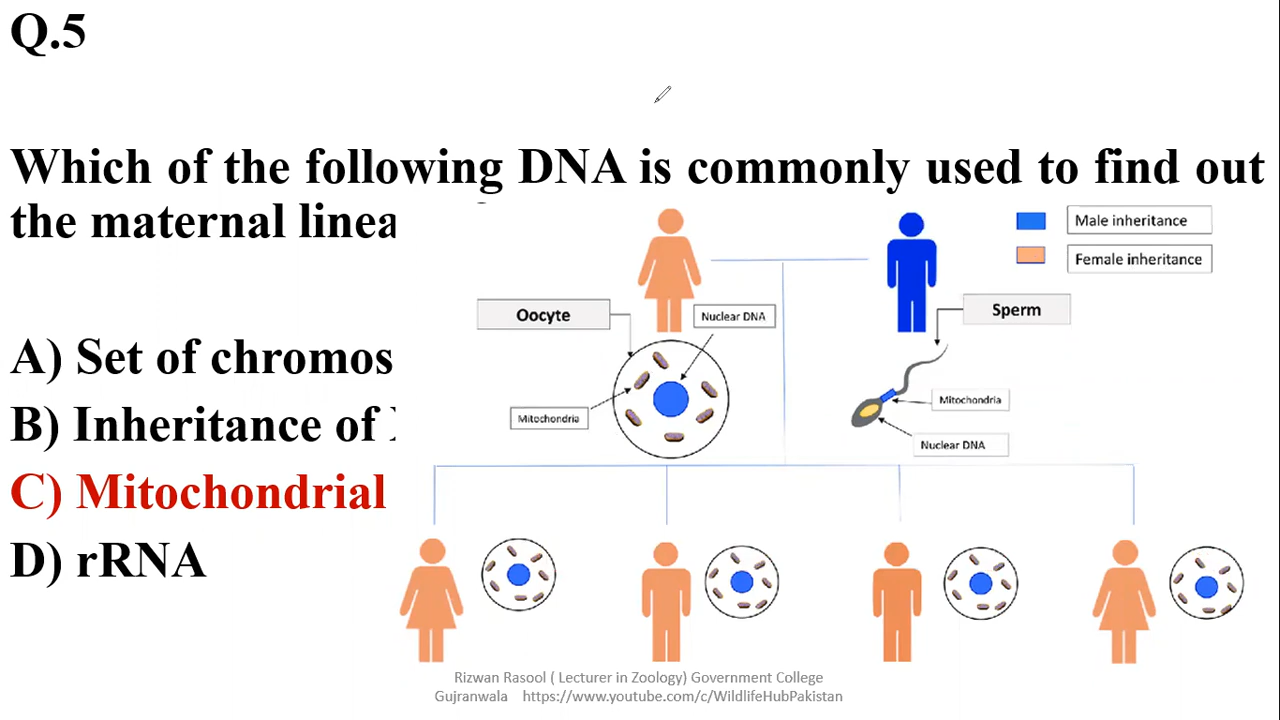 Q.5
Which of the following DNA is commonly used to find out
the maternal linea
A) Set of chromos
B) Inheritance of
C) Mitochondrial
D) rRNA
Male inheritance
Female inheritance
Oocyte
Nuclear DNA
Sperm
Mitochondria
Mitochondria
Nuclear DNA
Rizwan Rasool ( Lecturer in Zoology) Government College
Gujranwala https://www.youtube.com/c/WildlifeHubPakistan